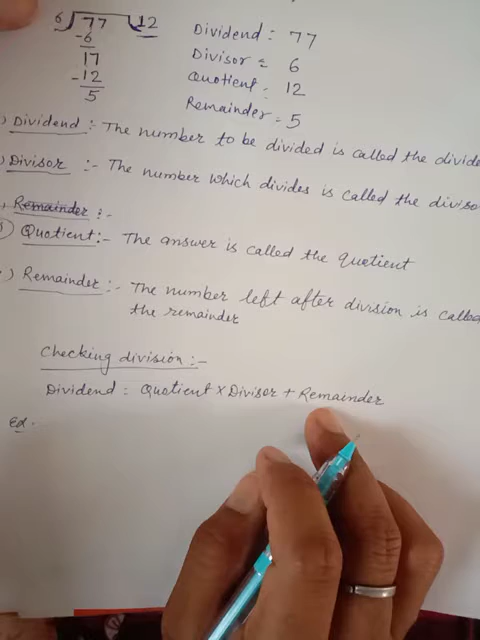 6 77 12
-6
17
-12
5
Dividend = 77
Divisor = 6
Quotient = 12
Remainder = 5
) Dividend :- The number to be divided is called the divide
) Divisor :- The number which divides is called the diviso
) Remainder :-
) Quotient :- The answer is called the quetient
) Remainder :- The number left after division is called
the remainder
Checking division :-
Dividend = Quotient × Divisor + Remainder
Ex.